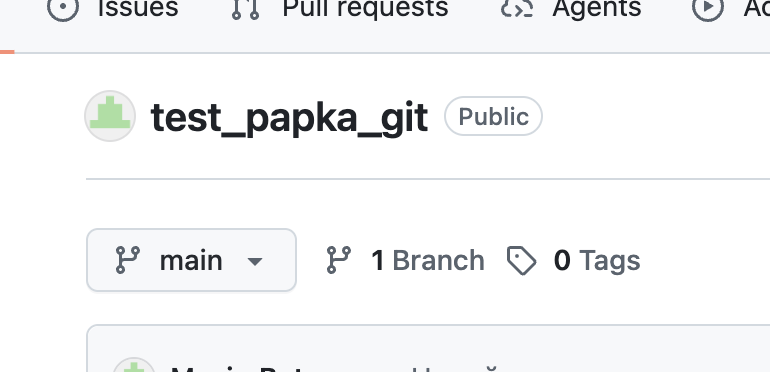 Issues Pull requests Agents
test_papka_git Public
main 1 Branch 0 Tags